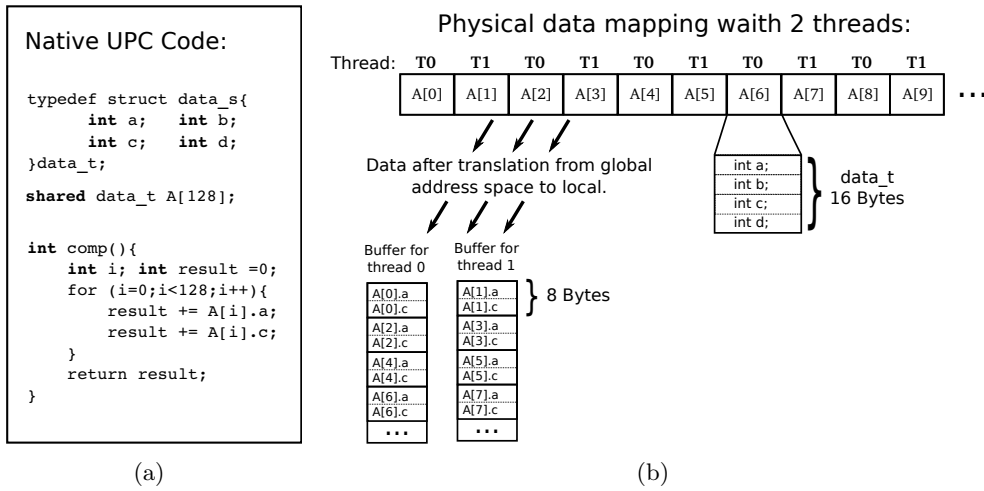 Native UPC Code:
typedef struct data_s{
int a; int b;
int c; int d;
}data_t;
shared data_t A[128];
int comp(){
int i; int result =0;
for (i=0;i<128;i++){
result += A[i].a;
result += A[i].c;
}
return result;
}
(a)
Physical data mapping waith 2 threads:
Thread: T0 T1 T0 T1 T0 T1 T0 T1 T0 T1
A[0] A[1] A[2] A[3] A[4] A[5] A[6] A[7] A[8] A[9] ...
Data after translation from global
address space to local.
int a;
int b;
int c;
int d;
data_t
16 Bytes
Buffer for
thread 0
A[0].a
A[0].c
A[2].a
A[2].c
A[4].a
A[4].c
A[6].a
A[6].c
...
Buffer for
thread 1
A[1].a
A[1].c
A[3].a
A[3].c
A[5].a
A[5].c
A[7].a
A[7].c
...
8 Bytes
(b)